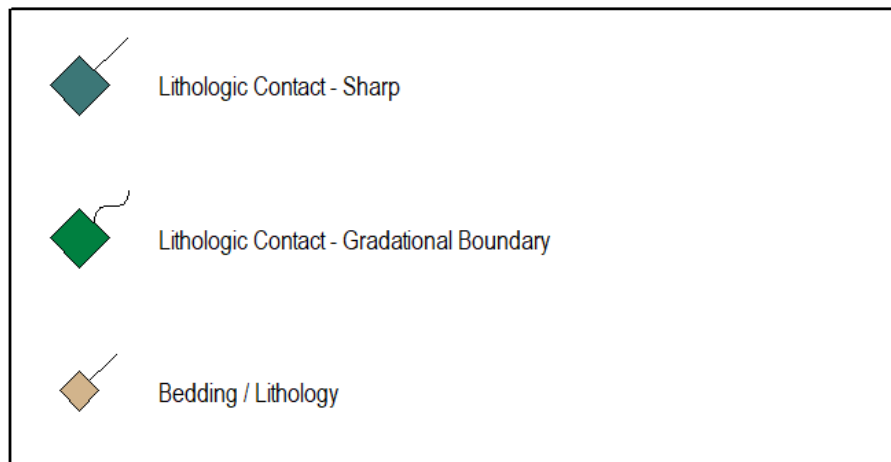 Lithologic Contact - Sharp
Lithologic Contact - Gradational Boundary
Bedding / Lithology